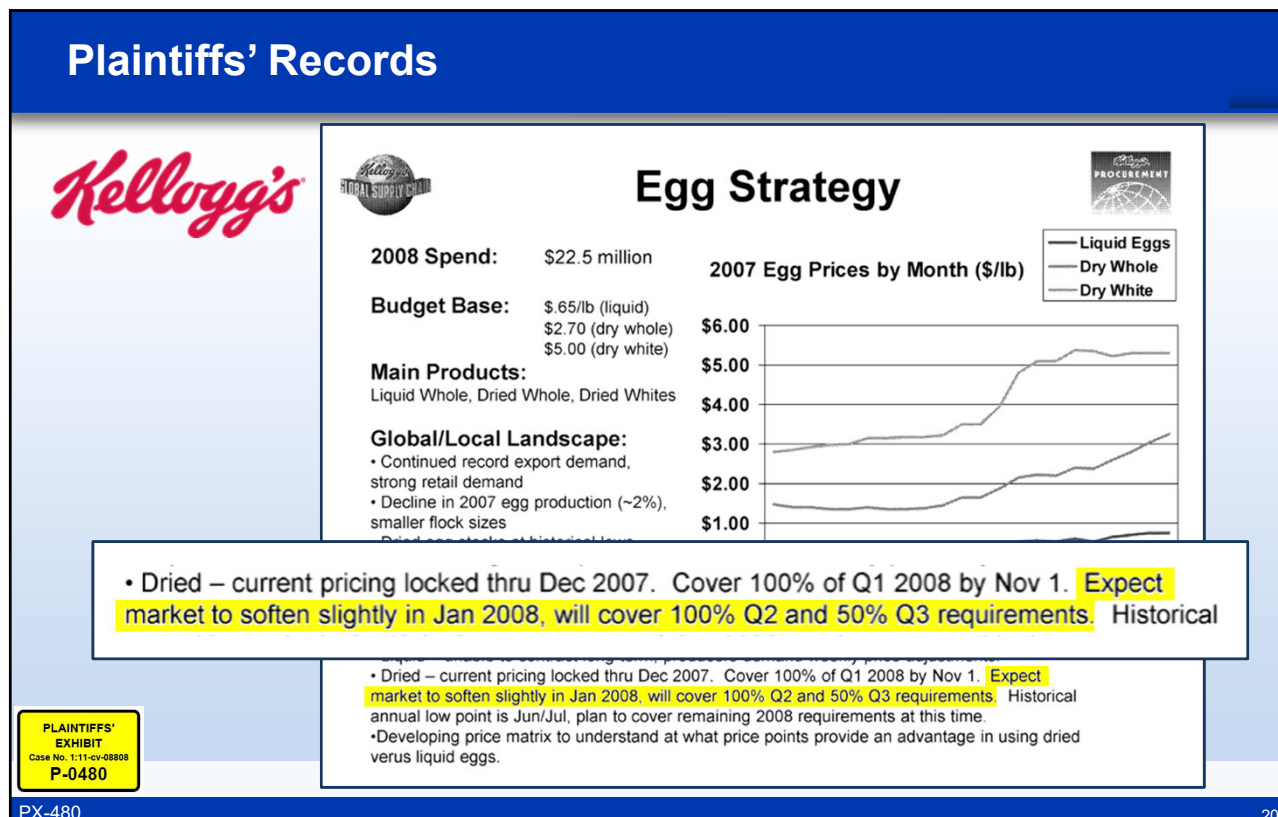 Plaintiffs' Records
Kellogg's
Kellogg's
GLOBAL SUPPLY CHAIN
Egg Strategy
Kellogg's
PROCUREMENT
2008 Spend: $22.5 million
Budget Base: $.65/lb (liquid)
$2.70 (dry whole)
$5.00 (dry white)
Main Products:
Liquid Whole, Dried Whole, Dried Whites
Global/Local Landscape:
• Continued record export demand,
strong retail demand
• Decline in 2007 egg production (~2%),
smaller flock sizes
2007 Egg Prices by Month ($/lb)
Liquid Eggs
Dry Whole
Dry White
$6.00
$5.00
$4.00
$3.00
$2.00
$1.00
• Dried – current pricing locked thru Dec 2007. Cover 100% of Q1 2008 by Nov 1. Expect
market to soften slightly in Jan 2008, will cover 100% Q2 and 50% Q3 requirements. Historical
• Dried – current pricing locked thru Dec 2007. Cover 100% of Q1 2008 by Nov 1. Expect
market to soften slightly in Jan 2008, will cover 100% Q2 and 50% Q3 requirements. Historical
annual low point is Jun/Jul, plan to cover remaining 2008 requirements at this time.
•Developing price matrix to understand at what price points provide an advantage in using dried
verus liquid eggs.
PLAINTIFFS'
EXHIBIT
Case No. 1:11-cv-08808
P-0480
PX-480
20